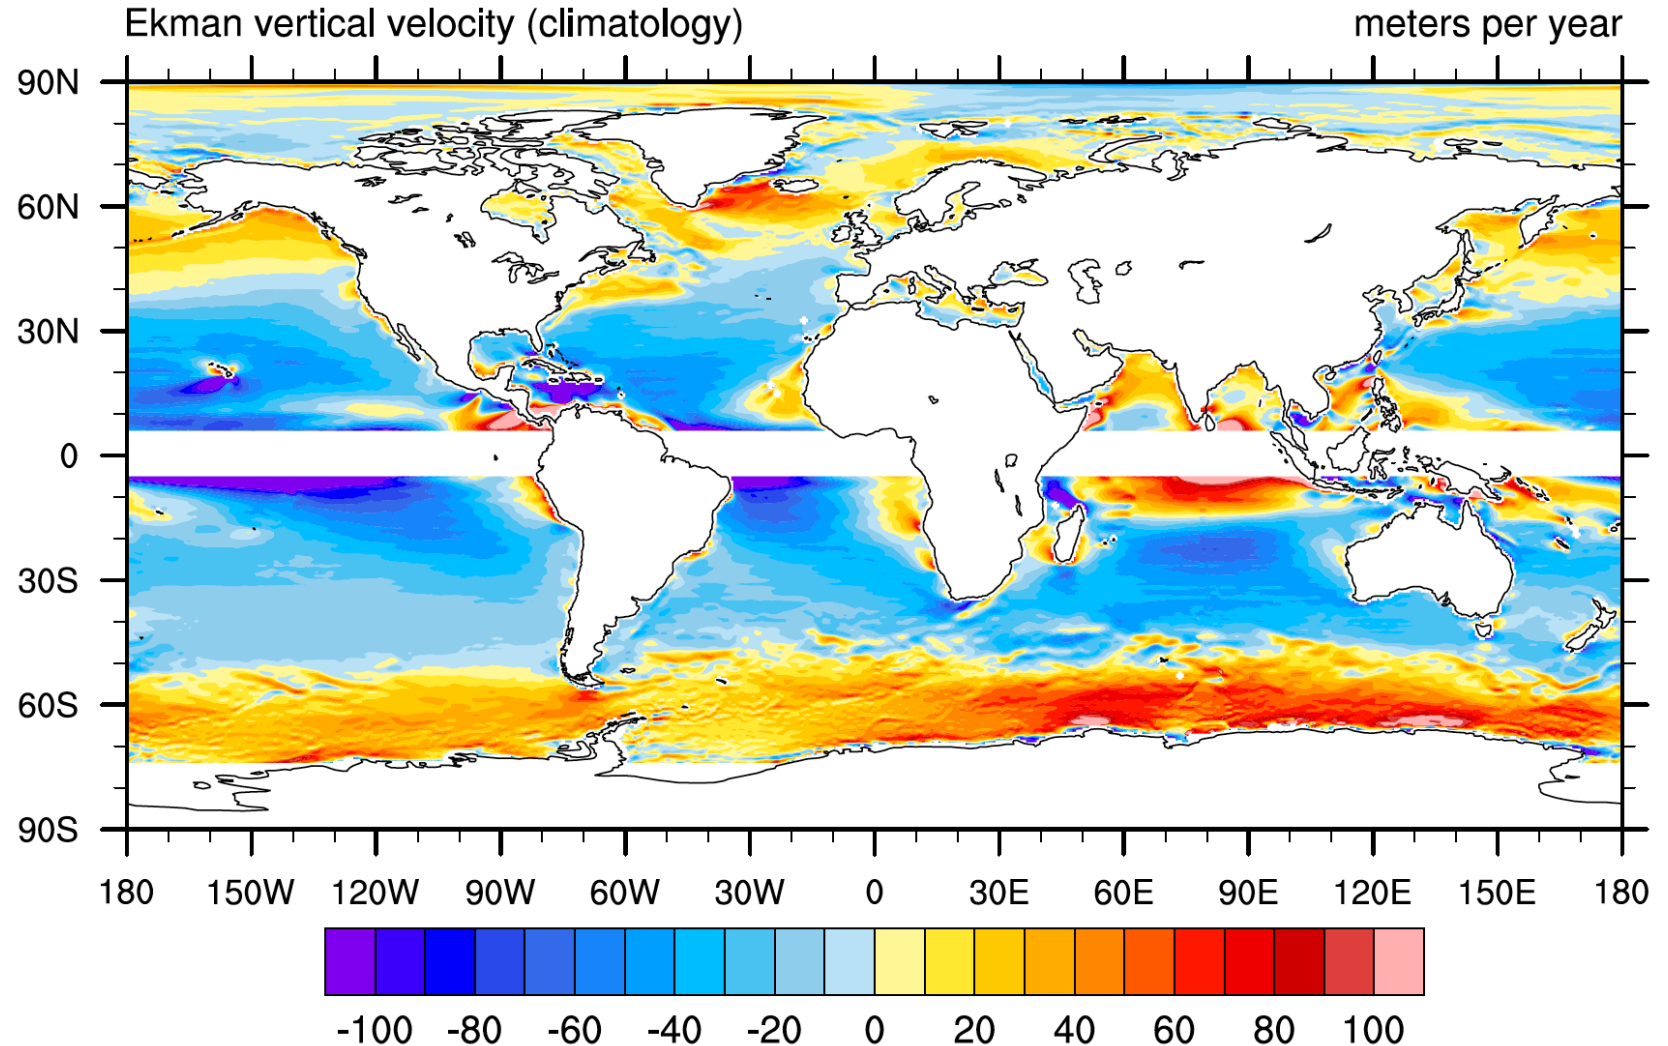 Ekman vertical velocity (climatology) meters per year
90N
60N
30N
0
30S
60S
90S
180 150W 120W 90W 60W 30W 0 30E 60E 90E 120E 150E 180
-100 -80 -60 -40 -20 0 20 40 60 80 100